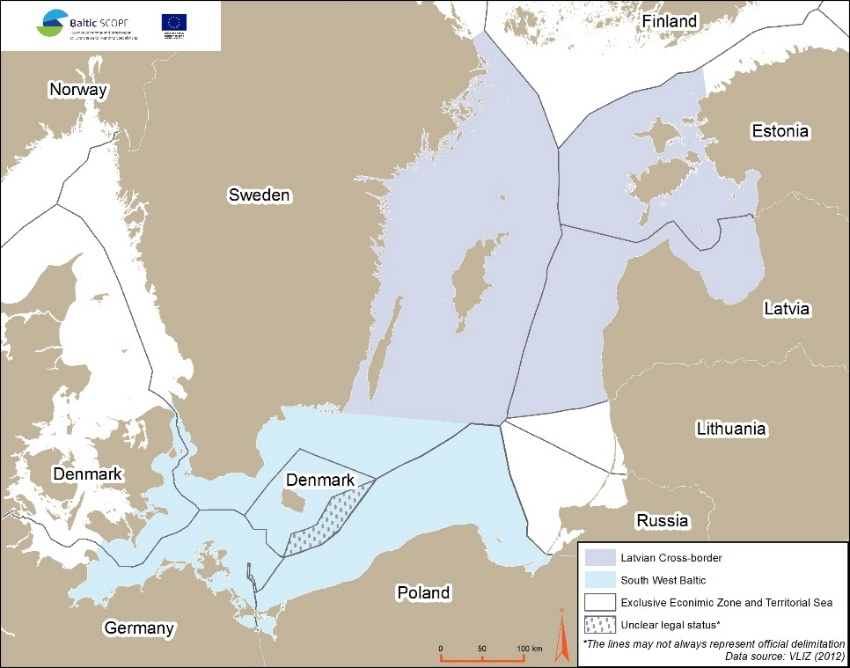 Baltic SCOPE
Finland
Norway
Estonia
Sweden
Latvia
Lithuania
Denmark
Denmark
Russia
Poland
Germany
Latvian Cross-border
South West Baltic
Exclusive Econimic Zone and Territorial Sea
Unclear legal status*
*The lines may not always represent official delimitation
Data source: VLIZ (2012)
0 50 100 km